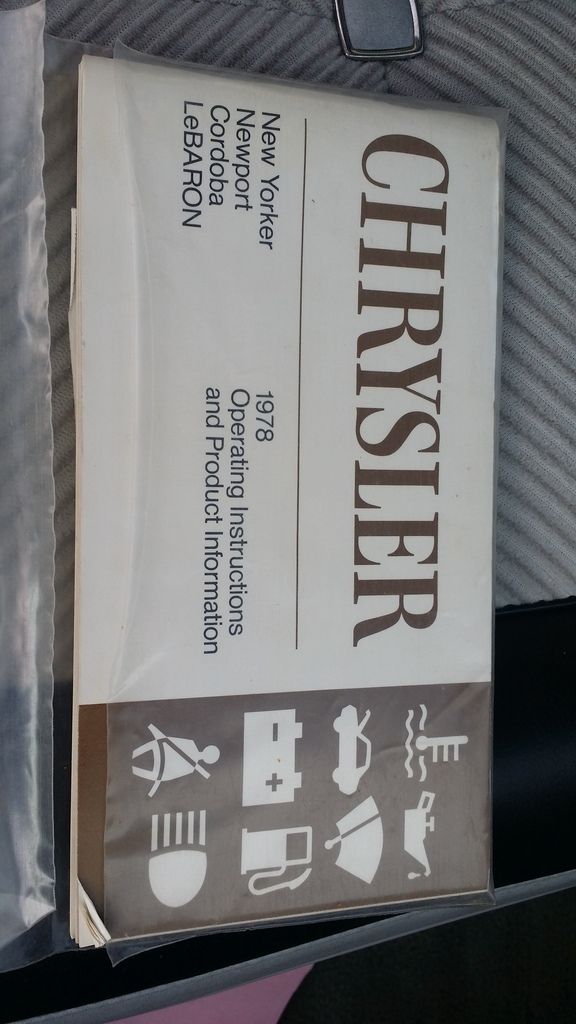 CHRYSLER
New Yorker
Newport
Cordoba
LeBARON
1978
Operating Instructions
and Product Information